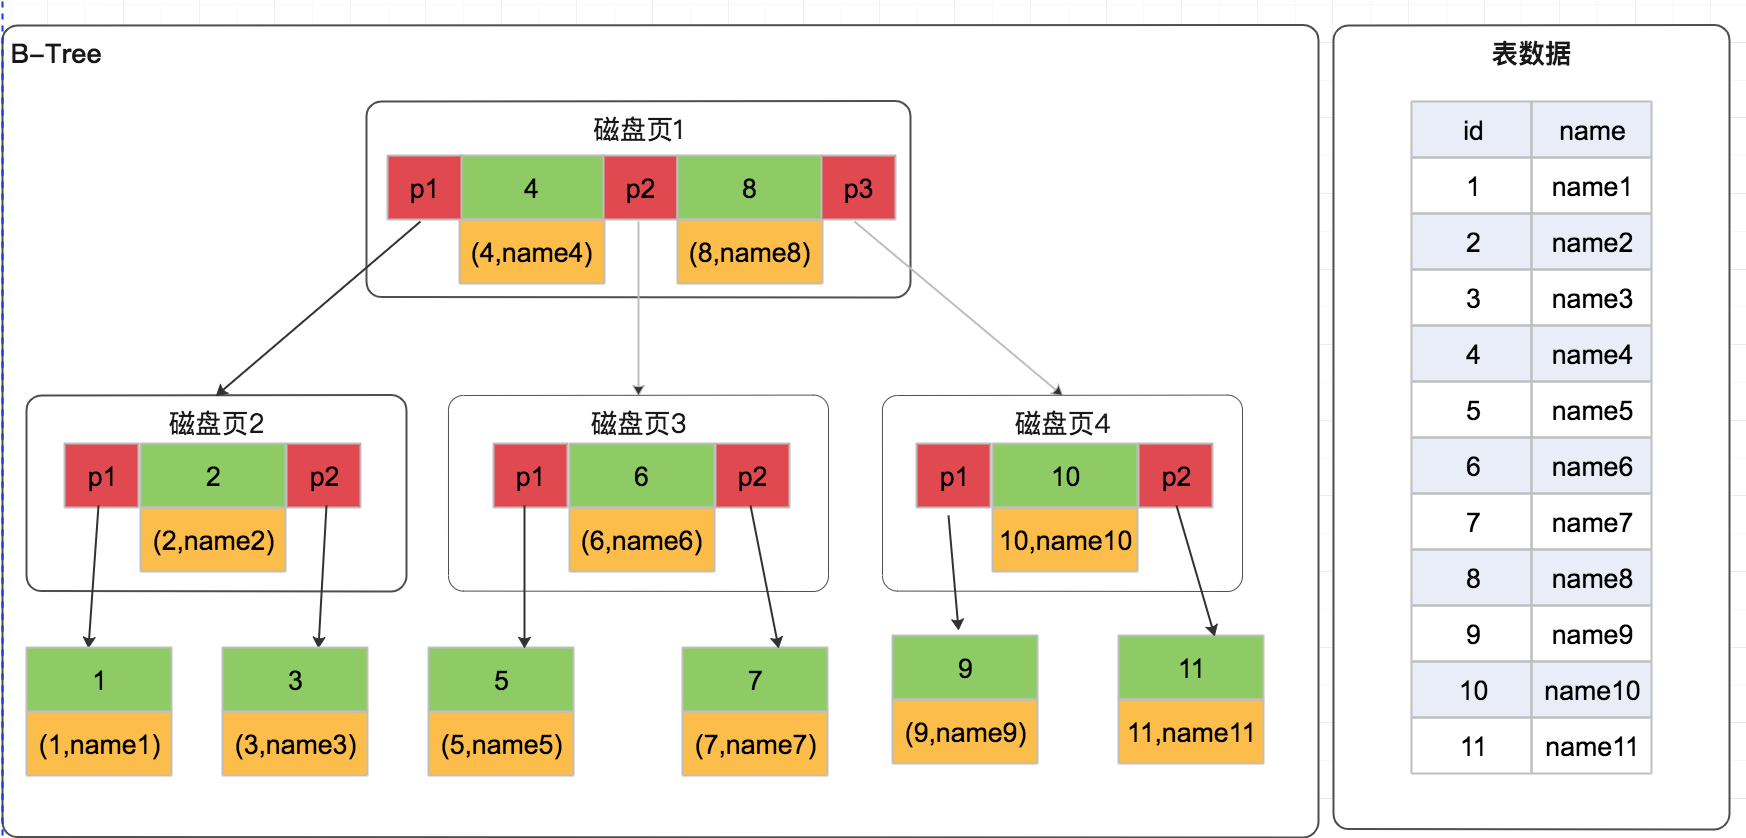 B-Tree
磁盘页1
p1 4 p2 8 p3
(4,name4) (8,name8)
磁盘页2
p1 2 p2
(2,name2)
磁盘页3
p1 6 p2
(6,name6)
磁盘页4
p1 10 p2
10,name10
1
(1,name1)
3
(3,name3)
5
(5,name5)
7
(7,name7)
9
(9,name9)
11
11,name11
表数据
id name
1 name1
2 name2
3 name3
4 name4
5 name5
6 name6
7 name7
8 name8
9 name9
10 name10
11 name11